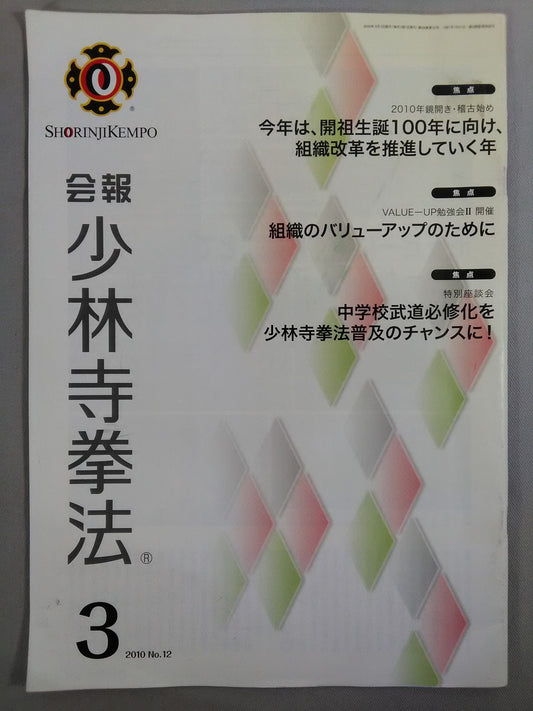 SHORINJI KEMPO
®
会報
少林寺拳法
®
3
2010 No.12
焦点
2010年鏡開き・稽古始め
今年は、開祖生誕100年に向け、
組織改革を推進していく年
焦点
VALUE－UP勉強会Ⅱ 開催
組織のバリューアップのために
焦点
特別座談会
中学校武道必修化を
少林寺拳法普及のチャンスに！